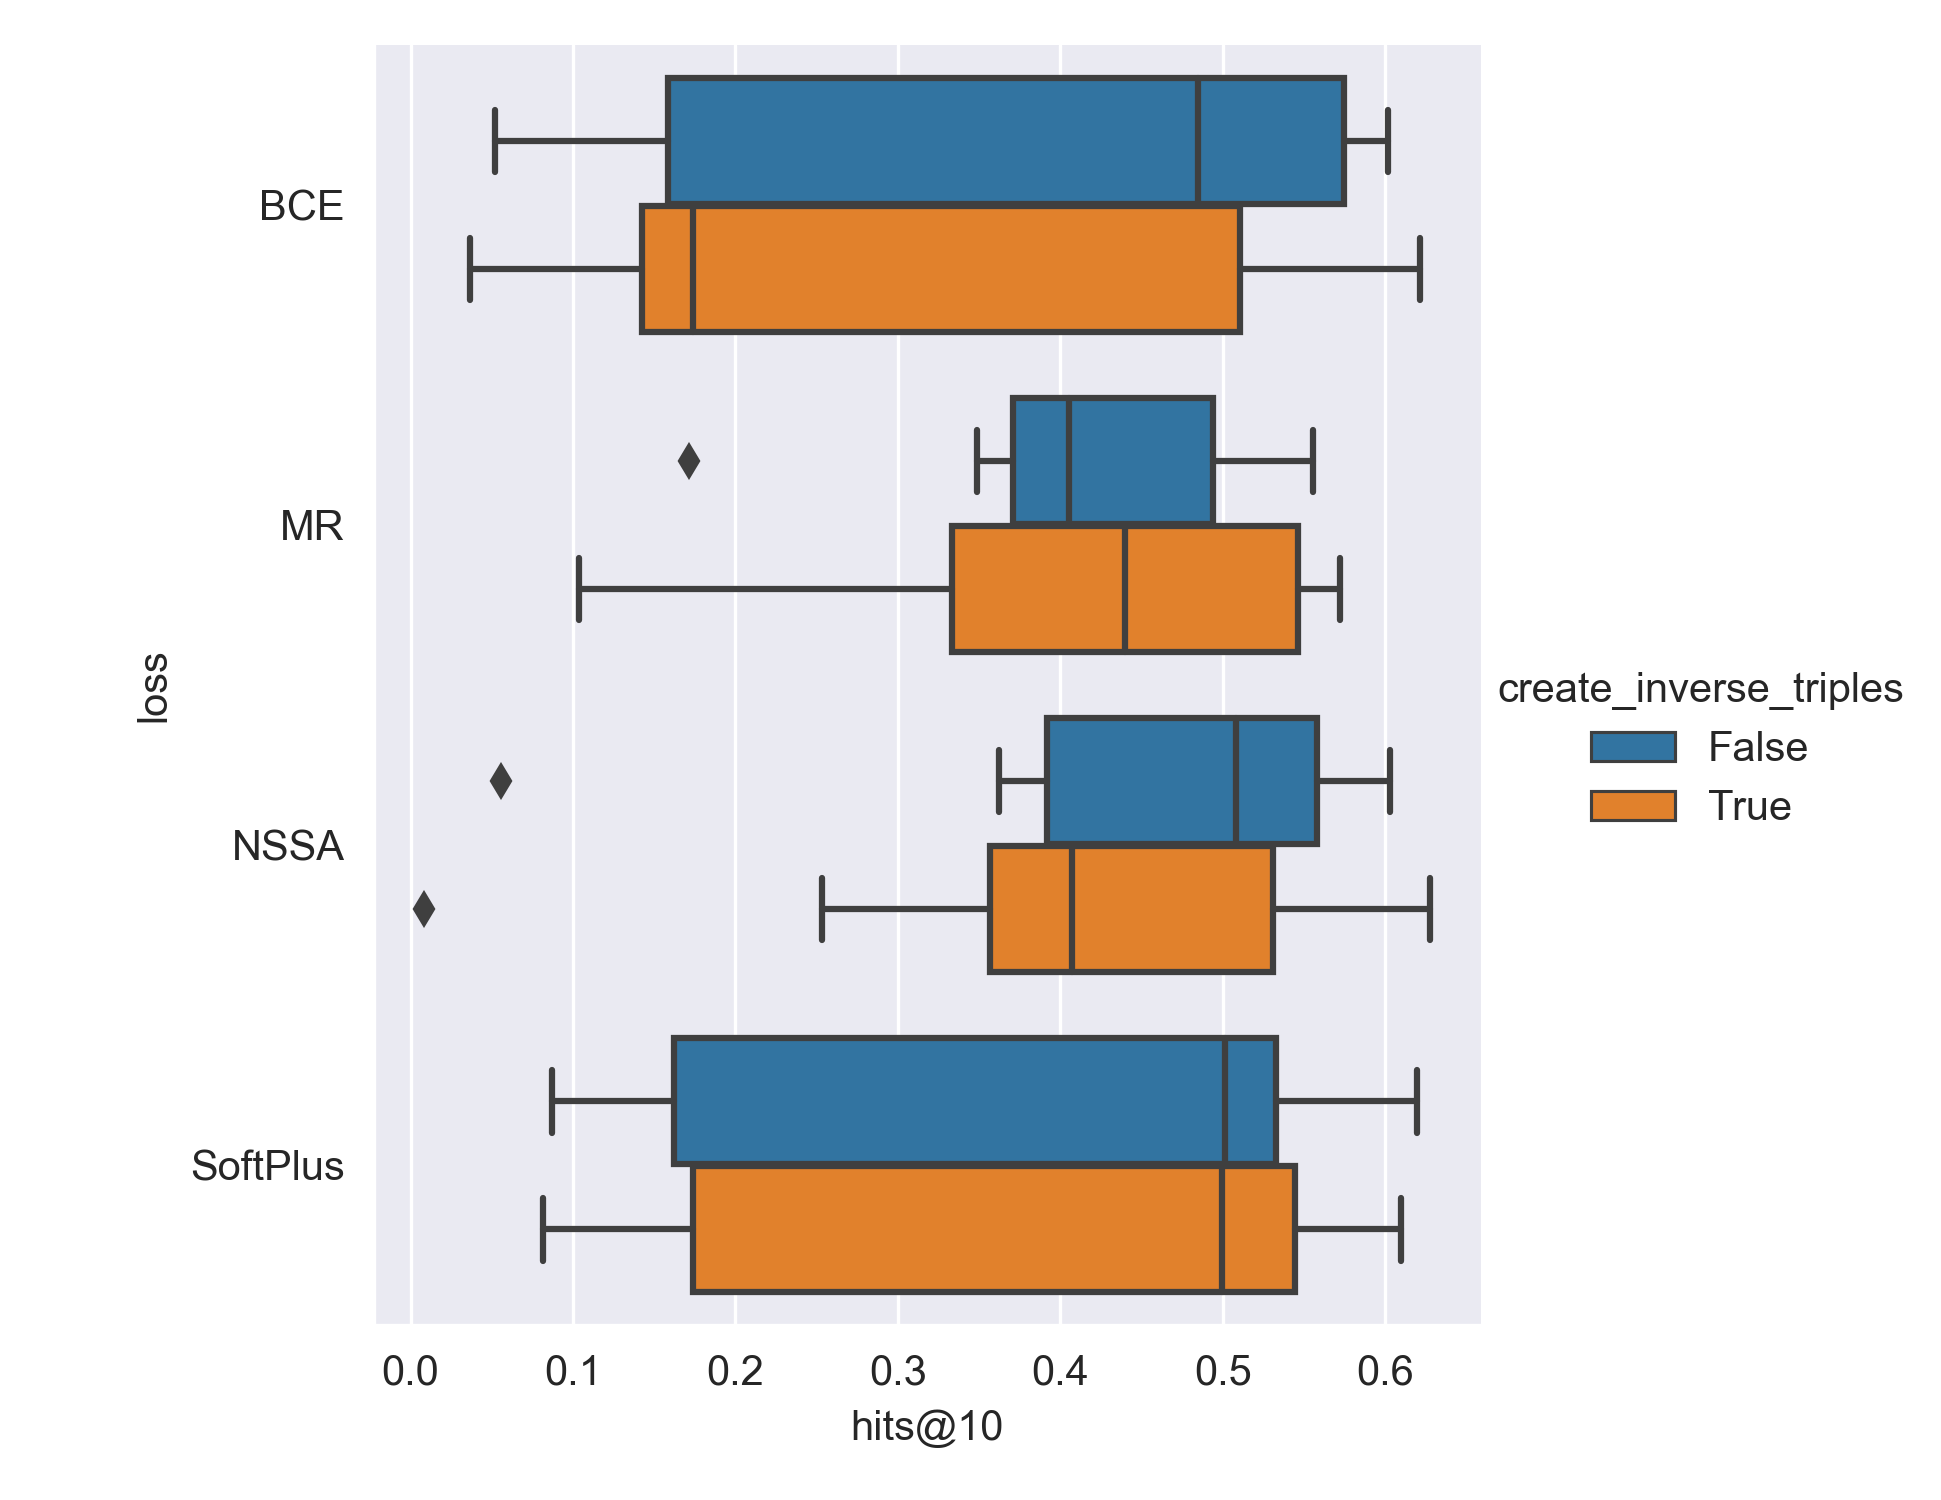 BCE
MR
NSSA
SoftPlus
loss
0.0 0.1 0.2 0.3 0.4 0.5 0.6
hits@10
create_inverse_triples
False
True